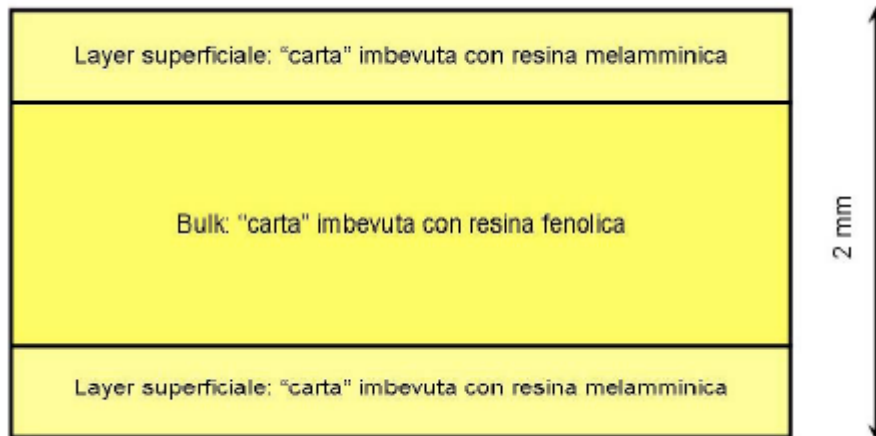 Layer superficiale: "carta" imbevuta con resina melamminica
Bulk: "carta" imbevuta con resina fenolica
2 mm
Layer superficiale: "carta" imbevuta con resina melamminica